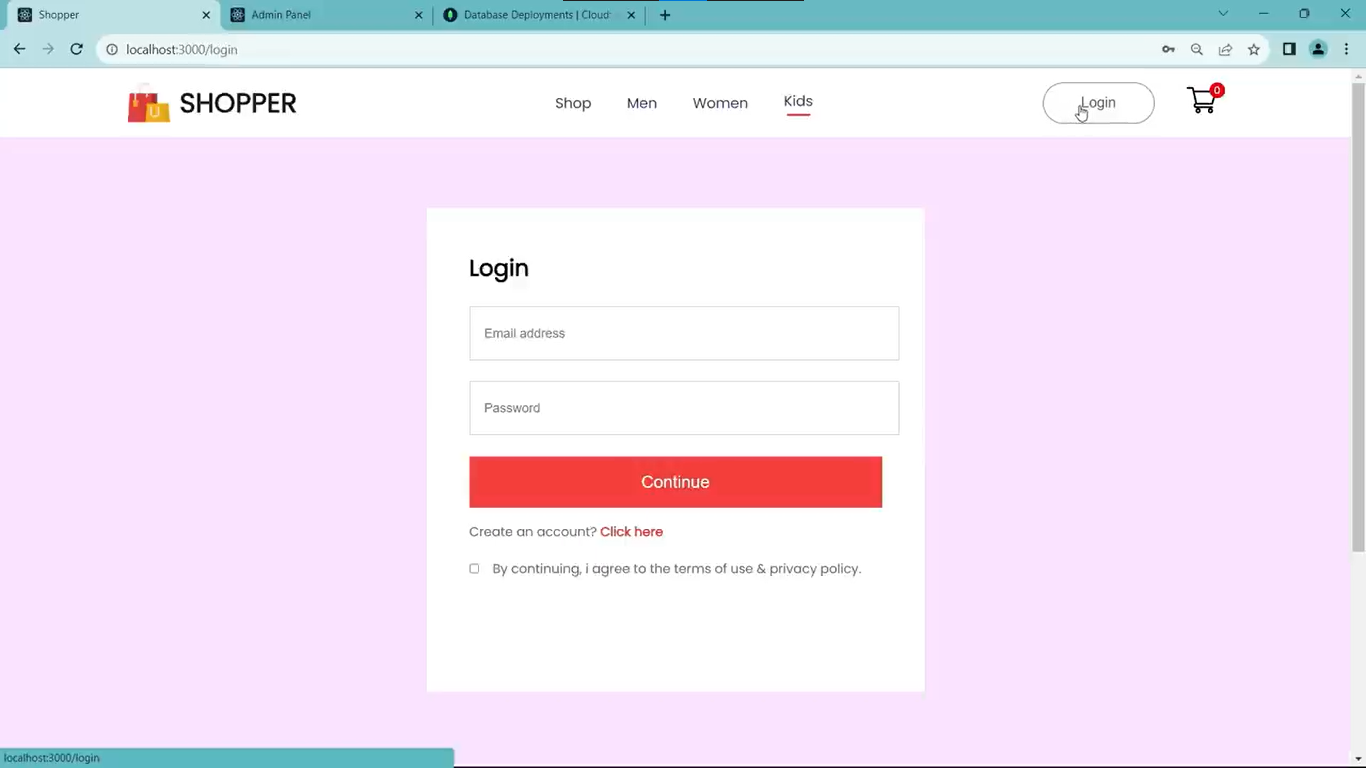 Shopper
Admin Panel
Database Deployments | Cloud
localhost:3000/login
U
SHOPPER
Shop
Men
Women
Kids
Login
0
Login
Email address
Password
Continue
Create an account? Click here
By continuing, i agree to the terms of use & privacy policy.
localhost:3000/login